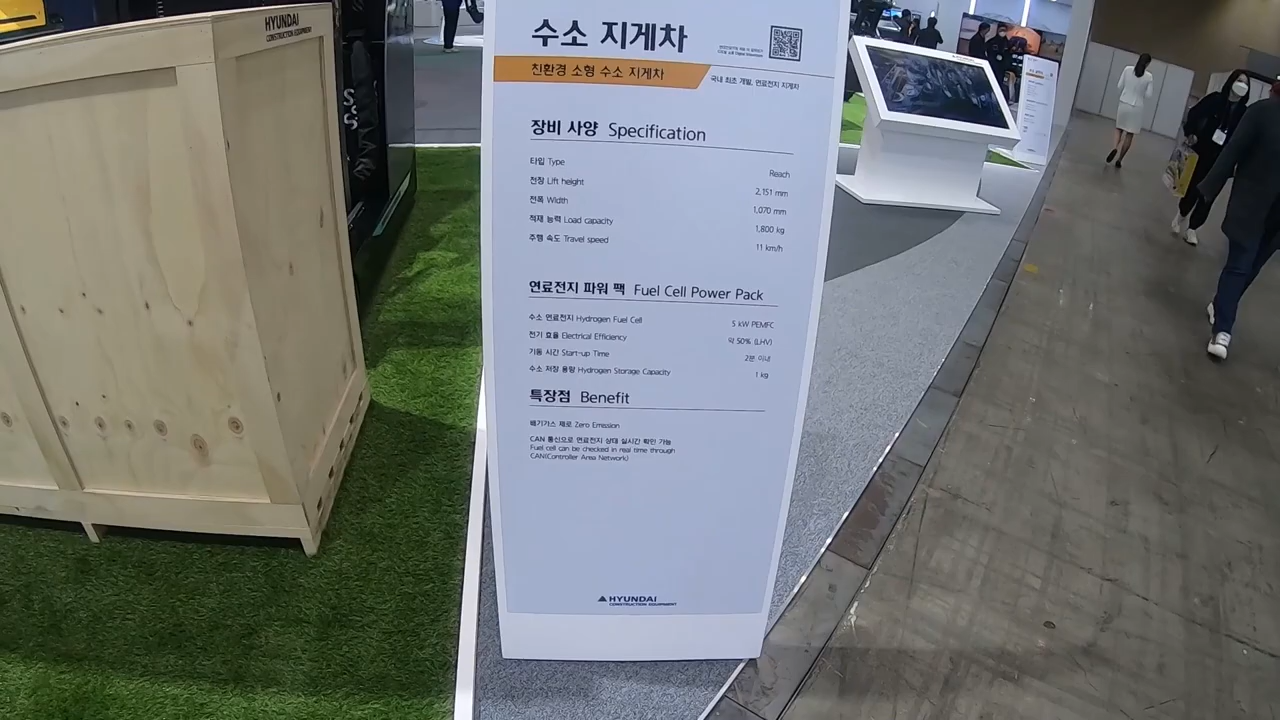 HYUNDAI
CONSTRUCTION EQUIPMENT
수소 지게차
친환경 소형 수소 지게차
국내 최초 개발, 연료전지 지게차
장비 사양 Specification
타입 Type Reach
전장 Lift height 2,151 mm
전폭 Width 1,070 mm
적재 능력 Load capacity 1,800 kg
주행 속도 Travel speed 11 km/h
연료전지 파워 팩 Fuel Cell Power Pack
수소 연료전지 Hydrogen Fuel Cell 5 kW PEMFC
전기 효율 Electrical Efficiency 약 50% (LHV)
기동 시간 Start-up Time 2분 이내
수소 저장 용량 Hydrogen Storage Capacity 1 kg
특장점 Benefit
배기가스 제로 Zero Emission
CAN 통신으로 연료전지 상태 실시간 확인 가능
Fuel cell can be checked in real time through
CAN(Controller Area Network)
HYUNDAI
CONSTRUCTION EQUIPMENT